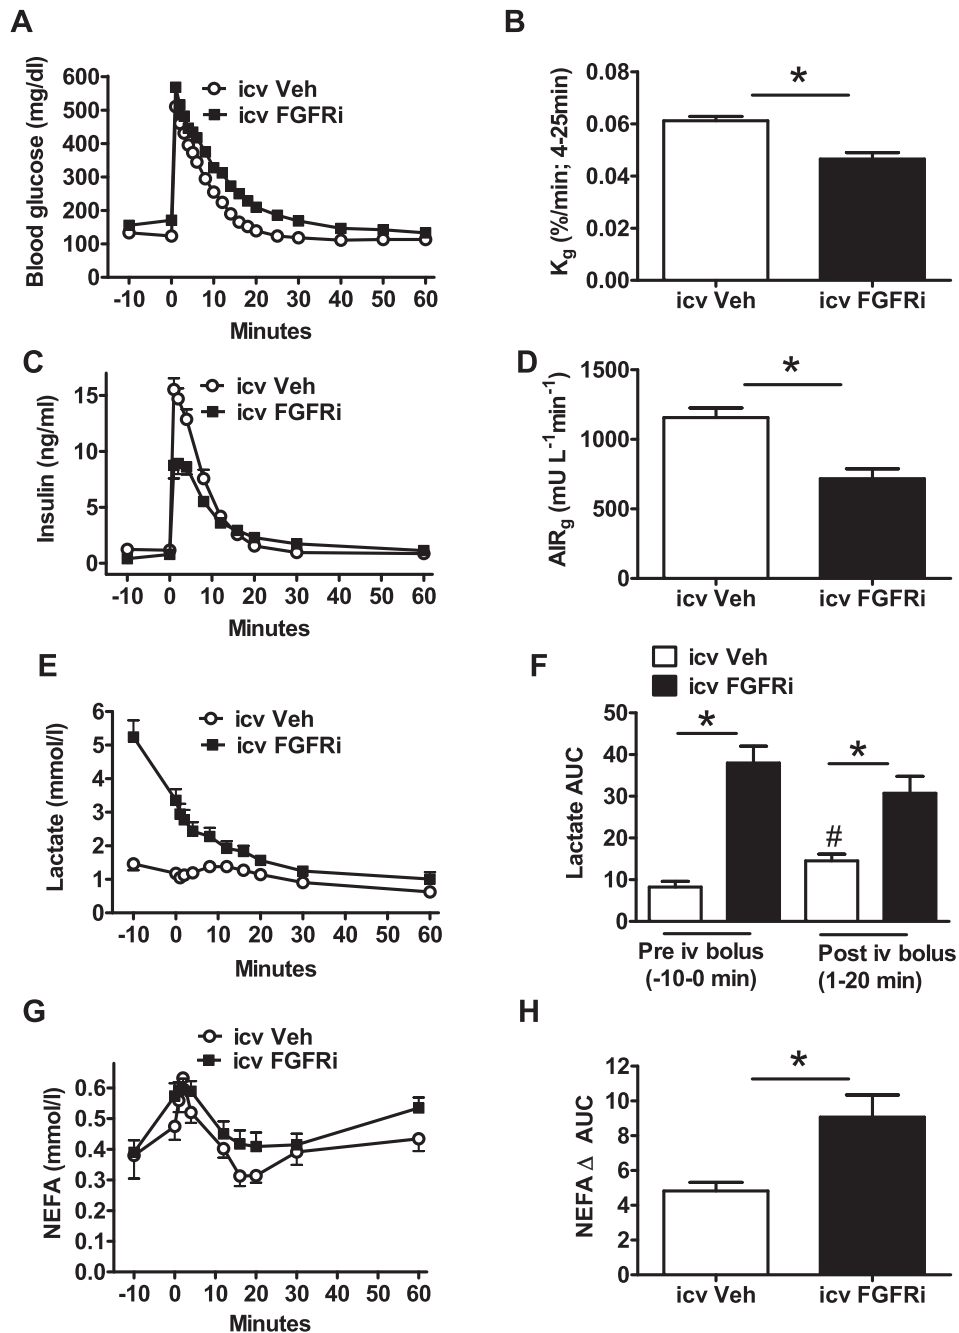 A
Blood glucose (mg/dl)
600
500
400
300
200
100
0
icv Veh
icv FGFRi
-10 0 10 20 30 40 50 60
Minutes
B
Kg (%/min; 4-25min)
0.08
0.06
0.04
0.02
0.00
*
icv Veh icv FGFRi
C
Insulin (ng/ml)
15
10
5
0
icv Veh
icv FGFRi
-10 0 10 20 30 40 50 60
Minutes
D
AIRg (mU L-1min-1)
1500
1000
500
0
*
icv Veh icv FGFRi
E
Lactate (mmol/l)
6
5
4
3
2
1
0
icv Veh
icv FGFRi
-10 0 10 20 30 40 50 60
Minutes
F
icv Veh
icv FGFRi
Lactate AUC
50
40
30
20
10
0
*
*
#
Pre iv bolus
(-10-0 min)
Post iv bolus
(1-20 min)
G
NEFA (mmol/l)
0.6
0.5
0.4
0.3
0.2
0.1
0.0
icv Veh
icv FGFRi
-10 0 10 20 30 40 50 60
Minutes
H
NEFA Δ AUC
12
10
8
6
4
2
0
*
icv Veh icv FGFRi